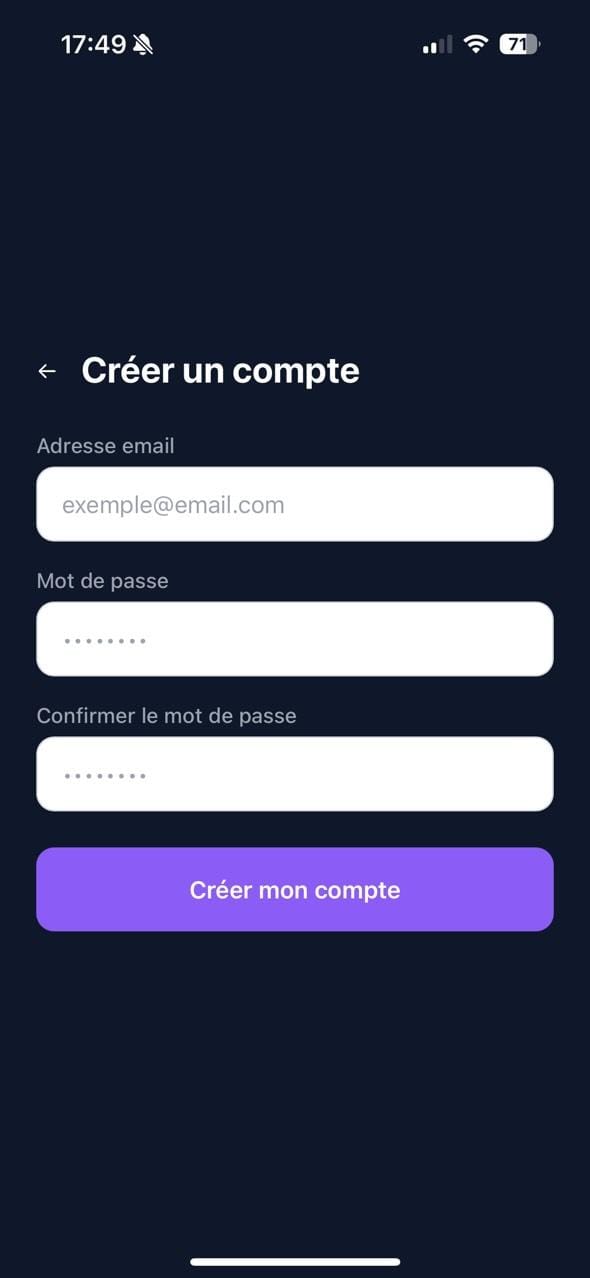 17:49
71
Créer un compte
Adresse email
exemple@email.com
Mot de passe
••••••••
Confirmer le mot de passe
••••••••
Créer mon compte